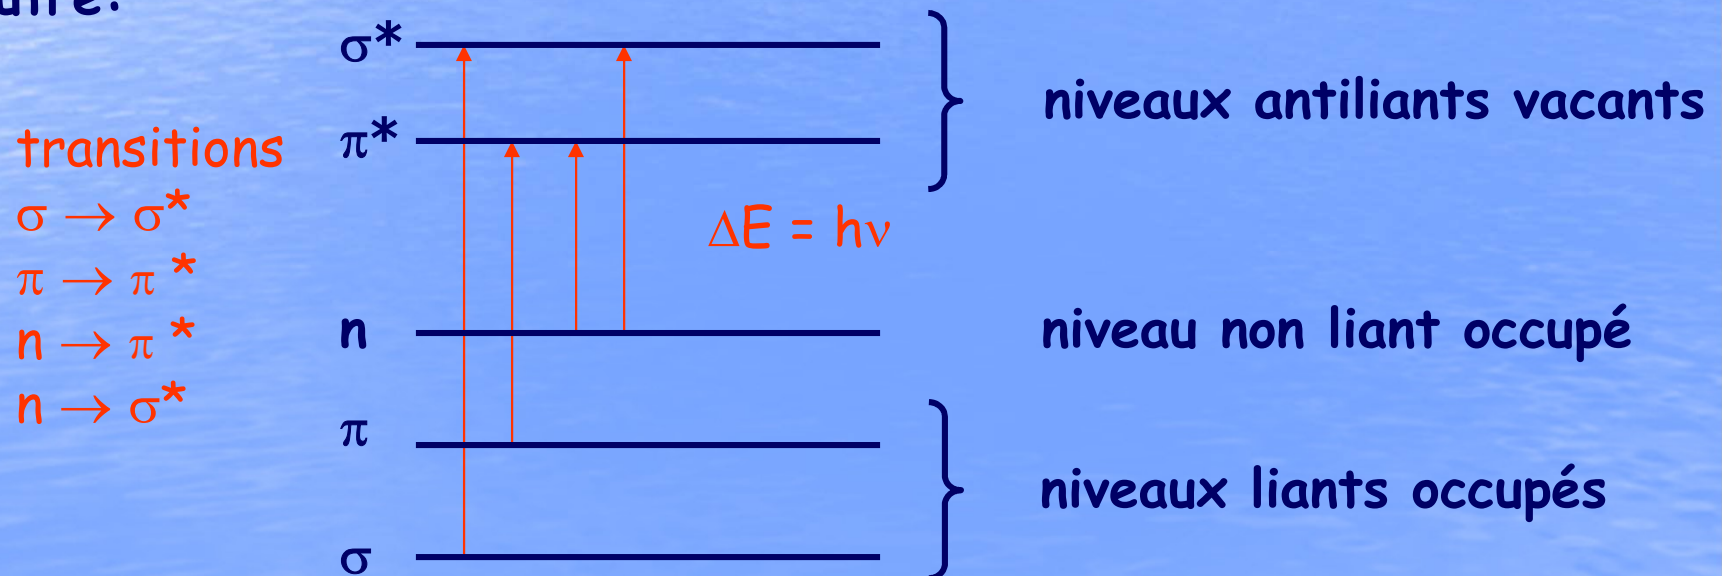 σ*
niveaux antiliants vacants
π*
transitions
σ → σ*
ΔE = hν
π → π *
n → π *
n
niveau non liant occupé
n → σ*
π
niveaux liants occupés
σ